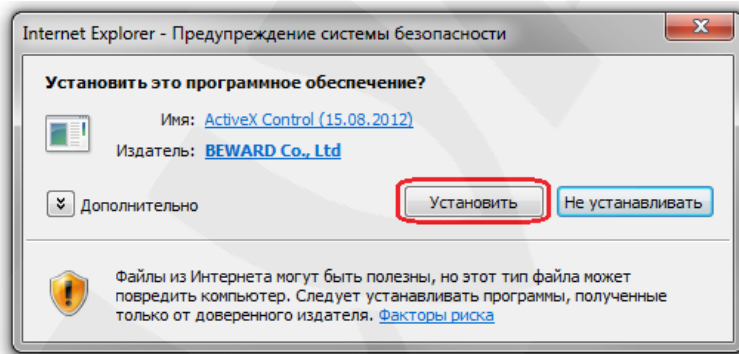 Internet Explorer - Предупреждение системы безопасности
Установить это программное обеспечение?
Имя: ActiveX Control (15.08.2012)
Издатель: BEWARD Co., Ltd
Дополнительно Установить Не устанавливать
Файлы из Интернета могут быть полезны, но этот тип файла может
повредить компьютер. Следует устанавливать программы, полученные
только от доверенного издателя. Факторы риска